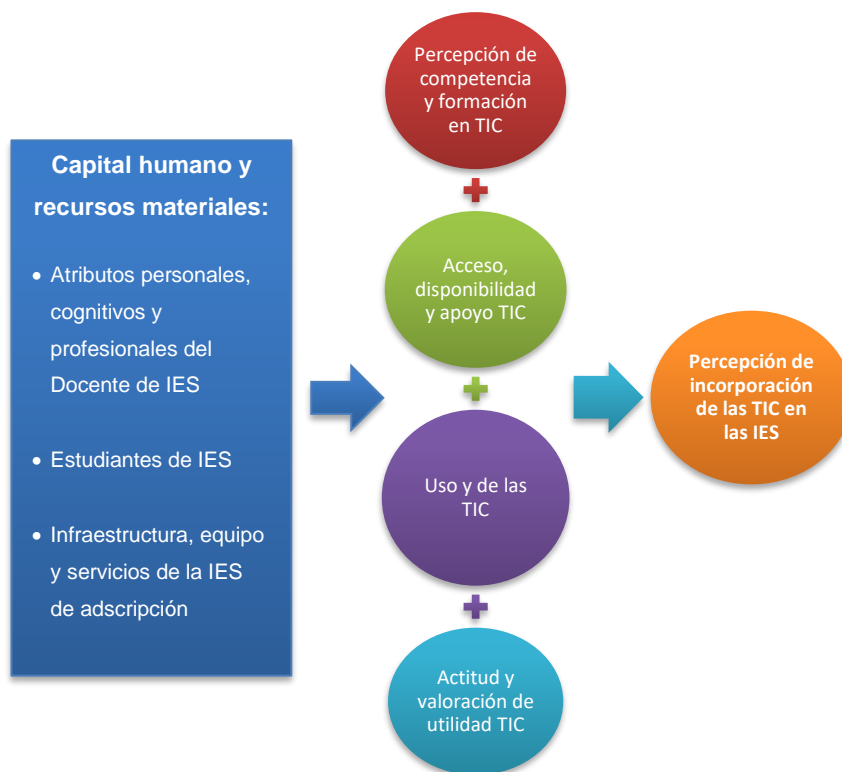 Capital humano y
recursos materiales:
• Atributos personales,
cognitivos y
profesionales del
Docente de IES
• Estudiantes de IES
• Infraestructura, equipo
y servicios de la IES
de adscripción
Percepción de
competencia
y formación
en TIC
Acceso,
disponibilidad
y apoyo TIC
Uso y de las
TIC
Actitud y
valoración de
utilidad TIC
Percepción de
incorporación
de las TIC en
las IES